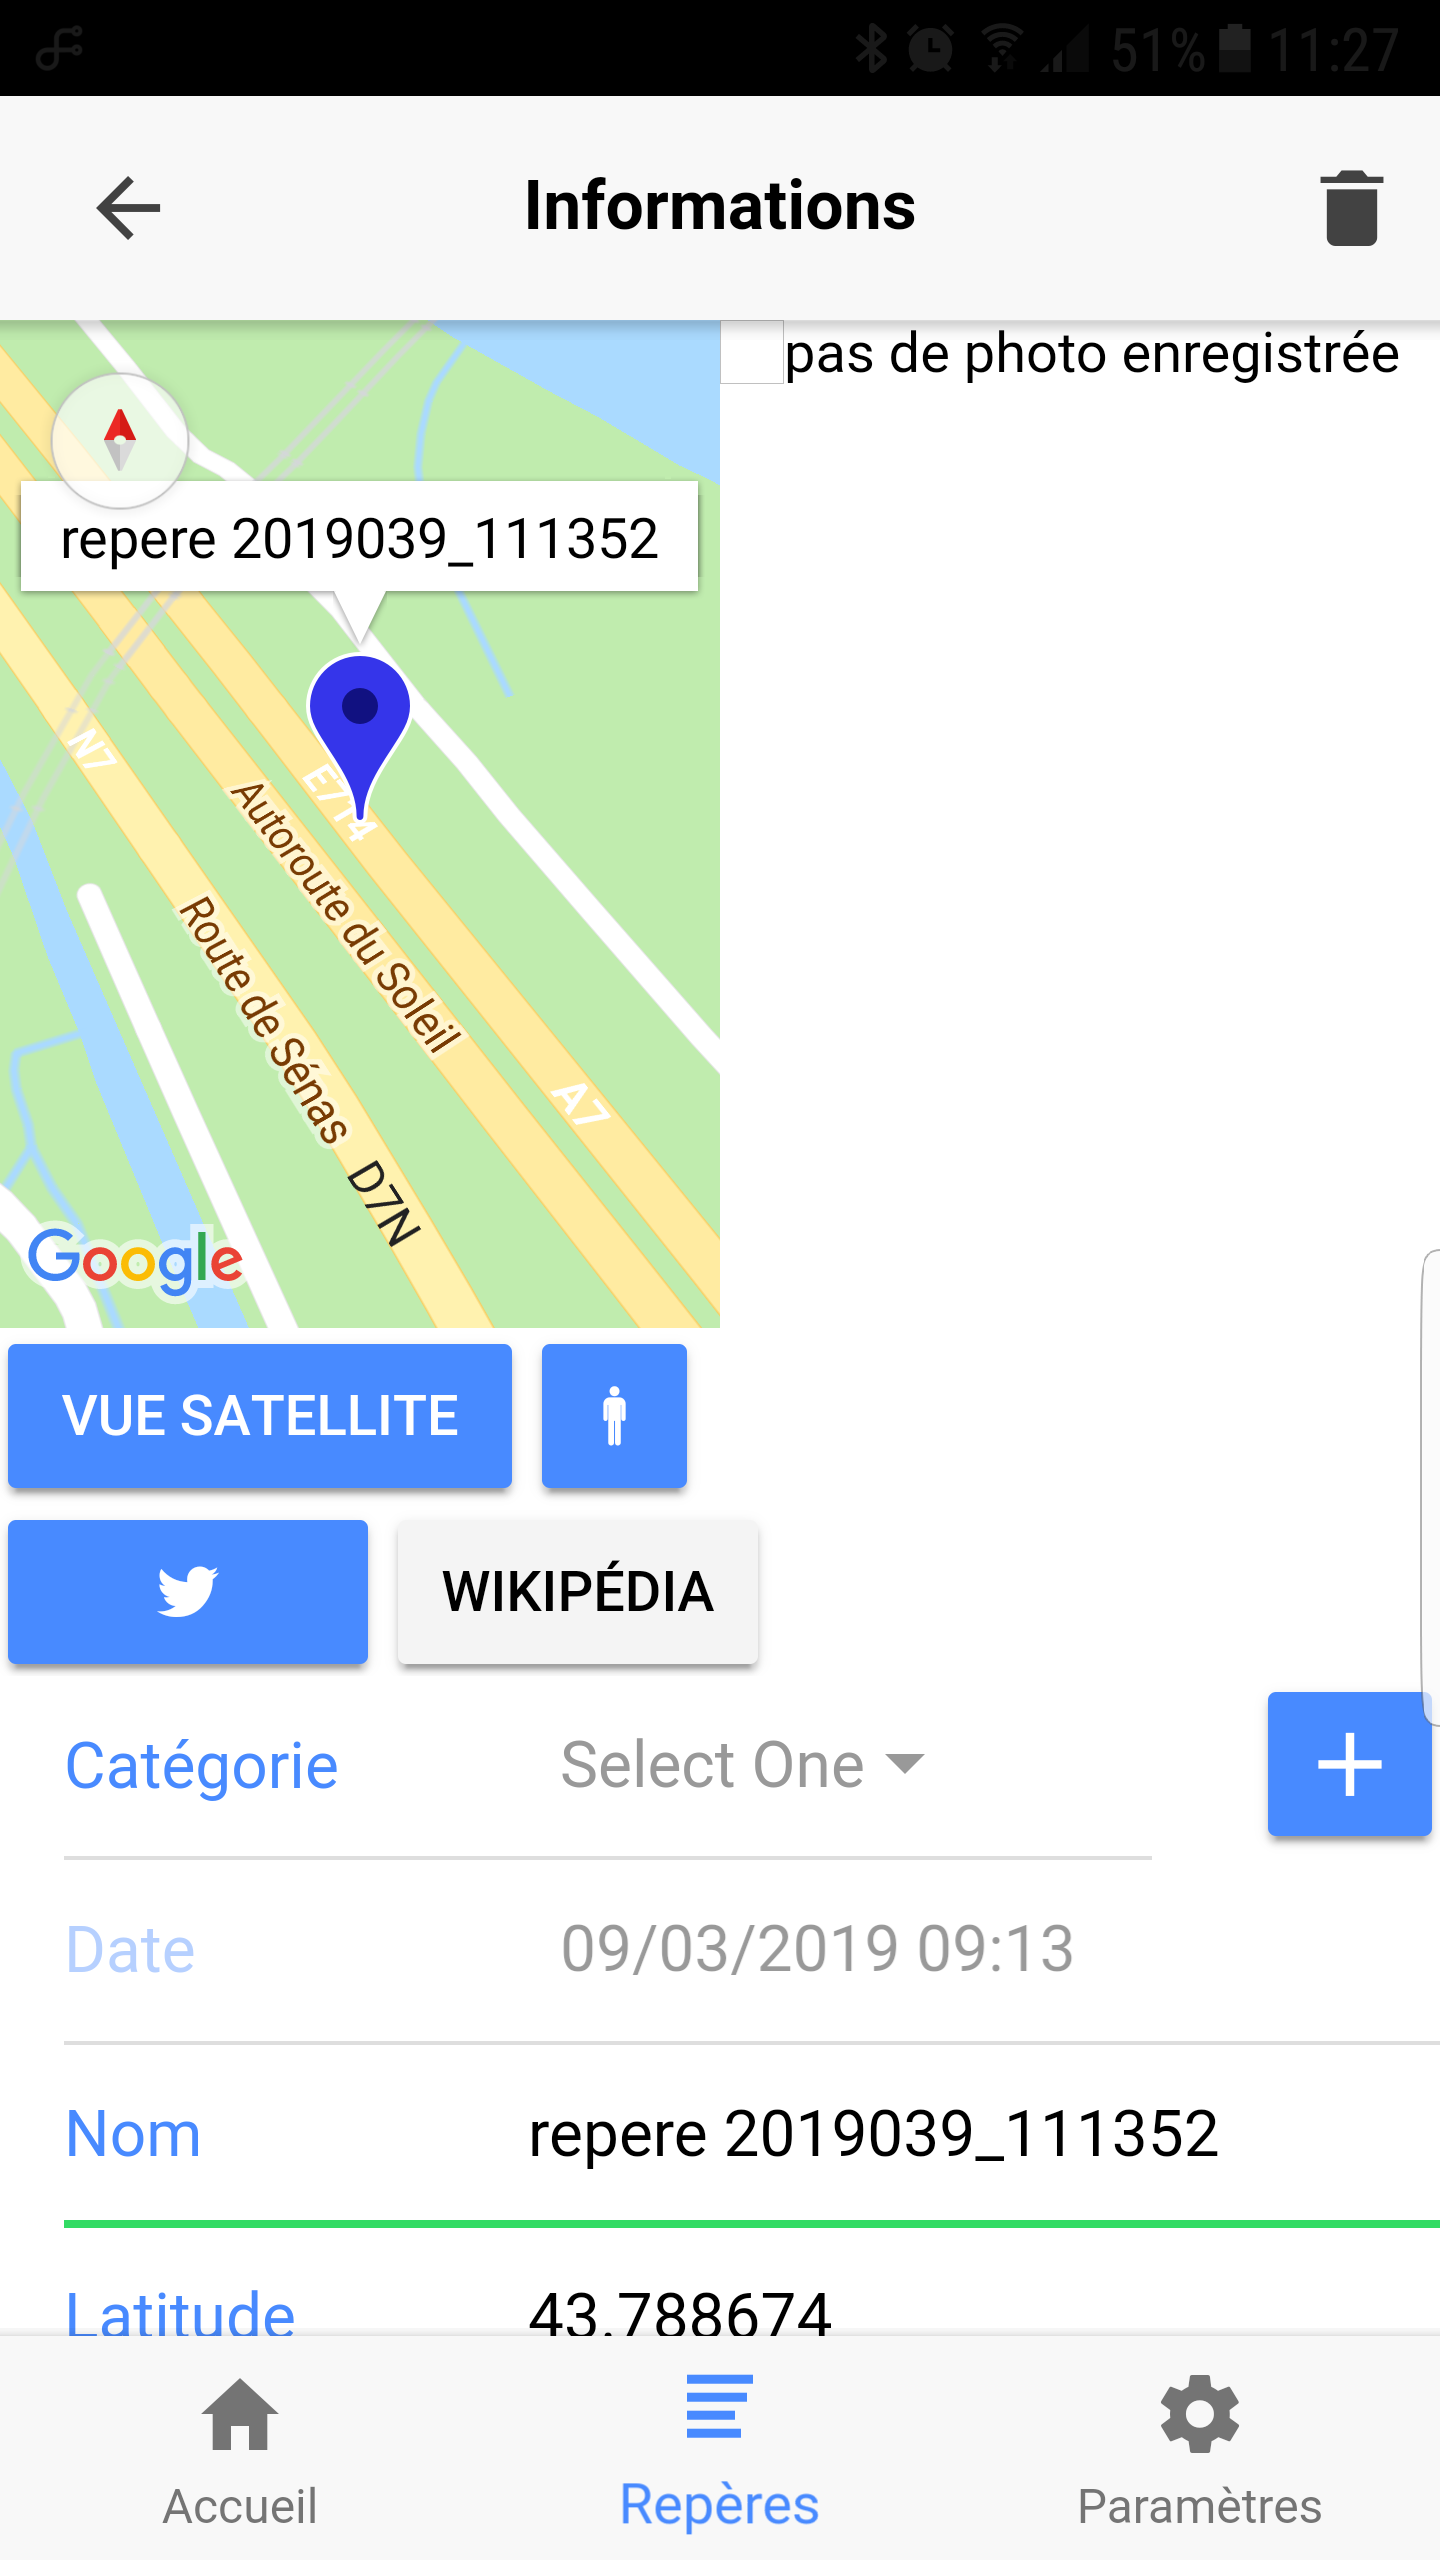 51% 11:27
Informations
pas de photo enregistrée
repere 2019039_111352
N7
E714
Autoroute du Soleil
Route de Sénas
A7
D7N
Google
VUE SATELLITE
WIKIPÉDIA
Catégorie Select One
Date 09/03/2019 09:13
Nom repere 2019039_111352
Latitude 43.788674
Accueil Repères Paramètres